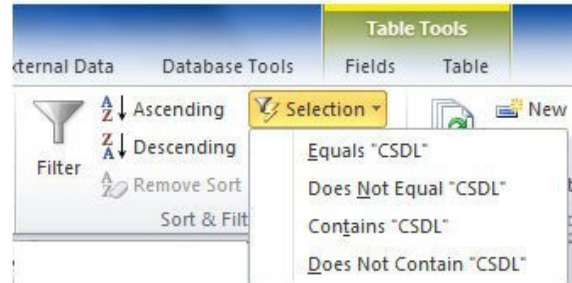 Table Tools
xternal Data Database Tools Fields Table
Ascending Selection New
Filter Descending Equals "CSDL"
Remove Sort Does Not Equal "CSDL"
Sort & Filt Contains "CSDL"
Does Not Contain "CSDL"